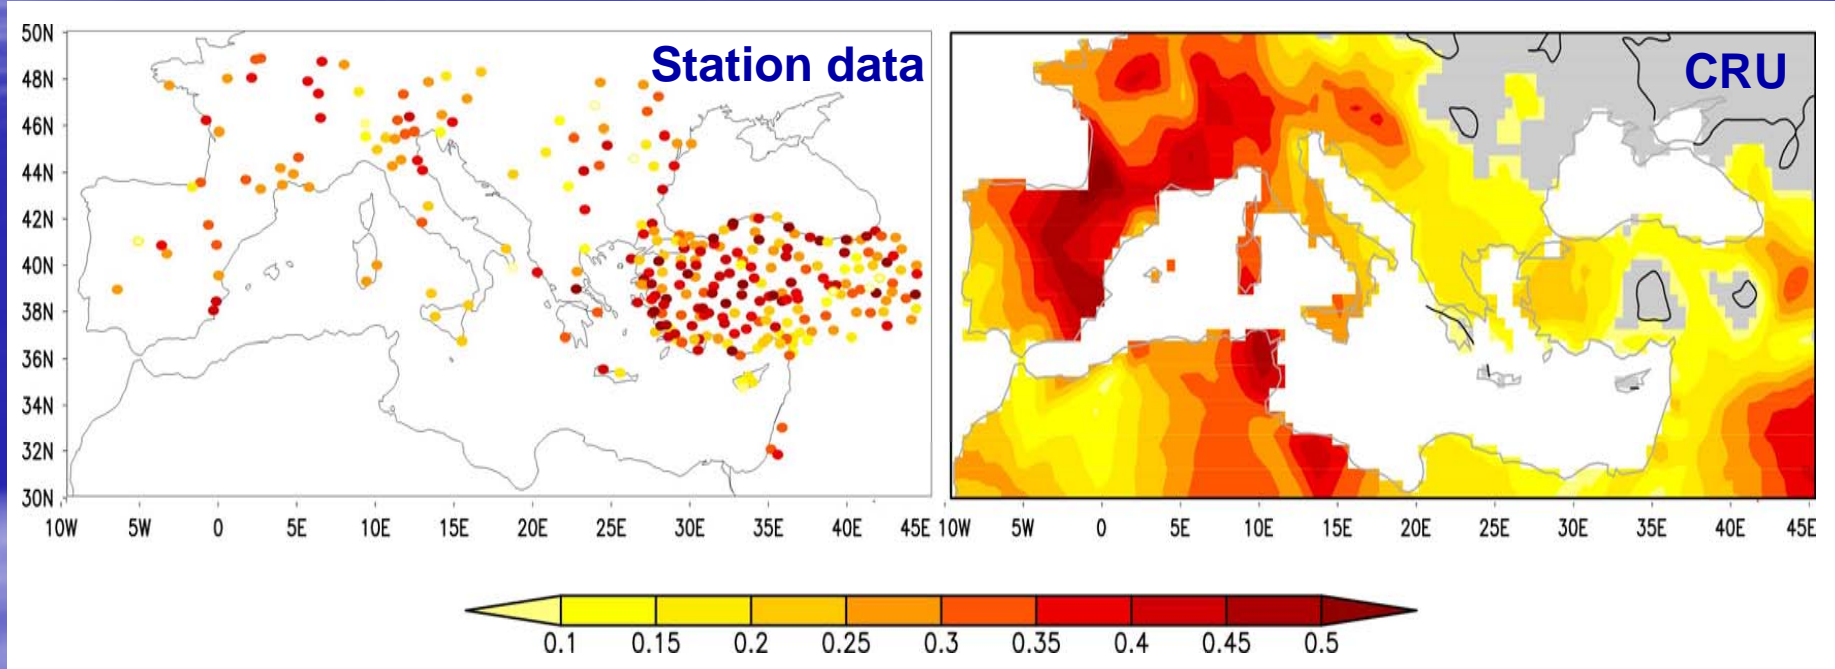 Station data
CRU
50N
48N
46N
44N
42N
40N
38N
36N
34N
32N
30N
10W 5W 0 5E 10E 15E 20E 25E 30E 35E 40E 45E
10W 5W 0 5E 10E 15E 20E 25E 30E 35E 40E 45E
0.1 0.15 0.2 0.25 0.3 0.35 0.4 0.45 0.5